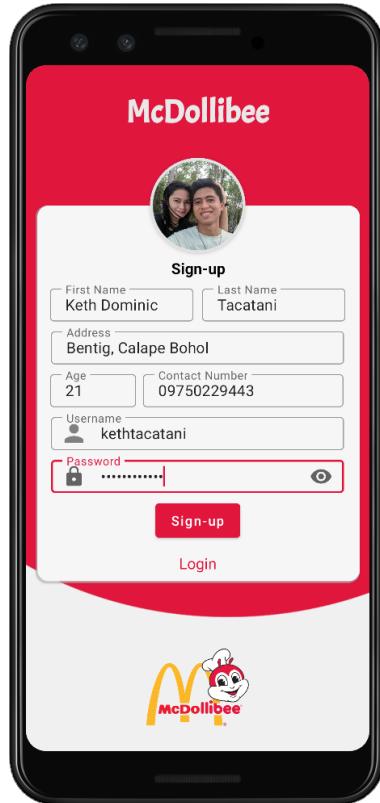 McDollibee
Sign-up
First Name Last Name
Keth Dominic Tacatani
Address
Bentig, Calape Bohol
Age Contact Number
21 09750229443
Username
kethtacatani
Password
••••••••••••
Sign-up
Login
McDollibee